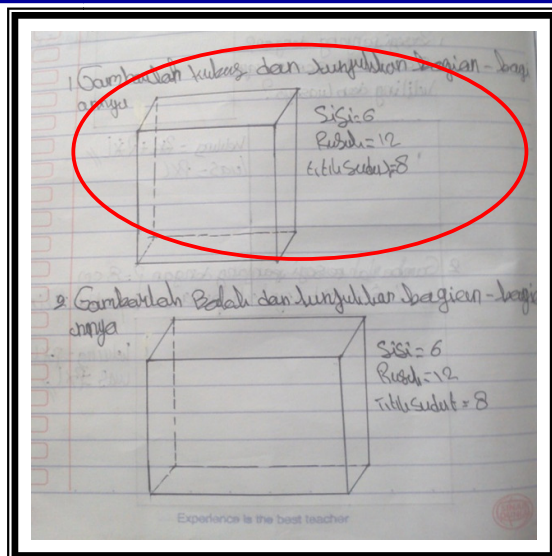 1. Gambarlah kubus dan tunjukkan bagian-bagi
annya
Sisi=6
Rusuk=12
titik sudut=8
2. Gambarlah Balok dan tunjukkan bagian-bagi
annya
Sisi=6
Rusuk=12
Titik sudut=8
Experience is the best teacher